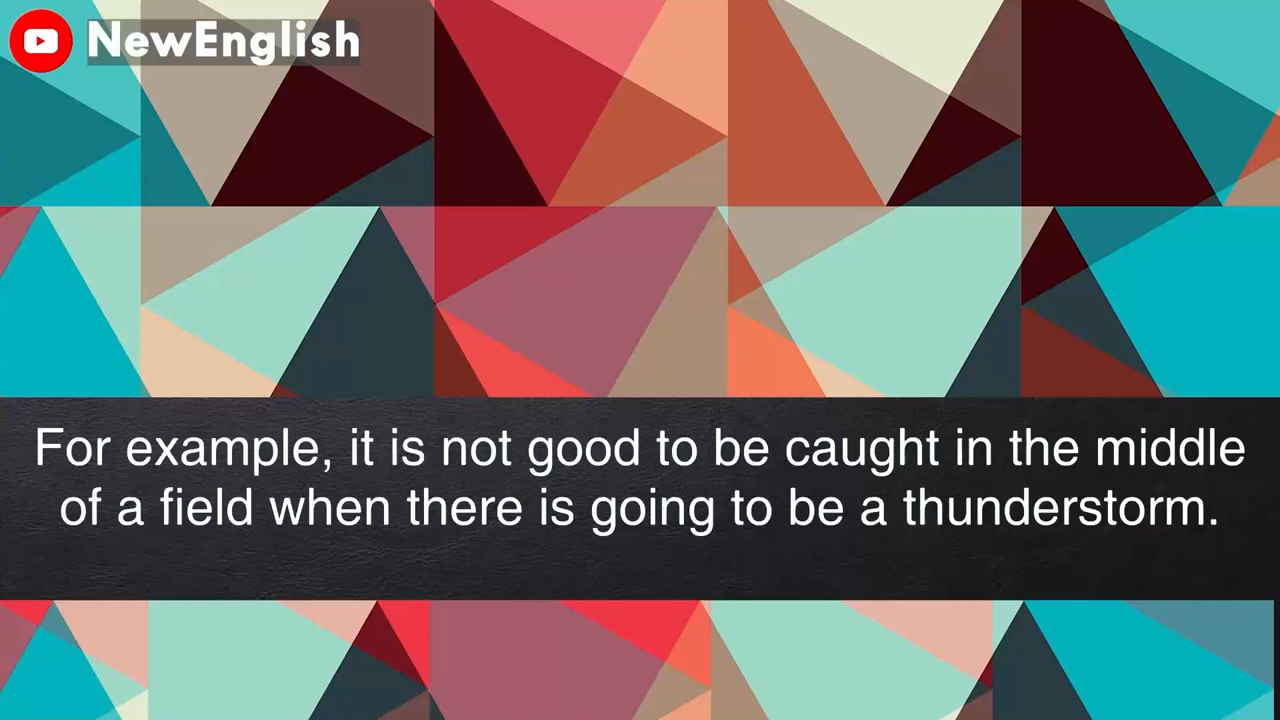 NewEnglish
For example, it is not good to be caught in the middle
of a field when there is going to be a thunderstorm.